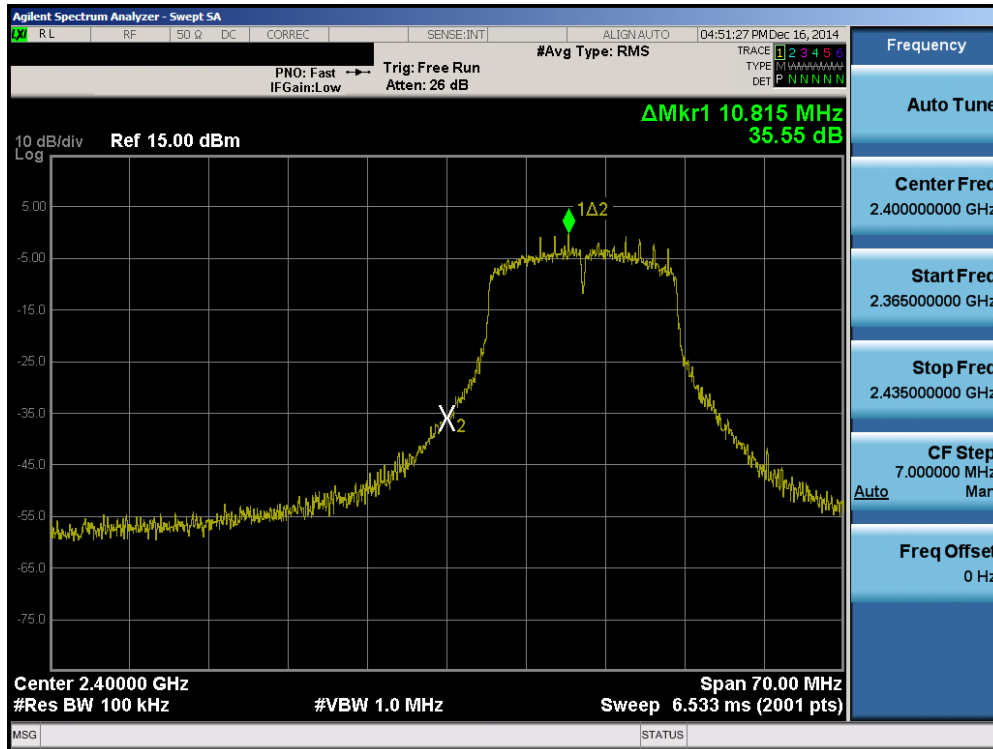 Agilent Spectrum Analyzer - Swept SA
LXI RL RF 50 Ω DC CORREC SENSE:INT ALIGN AUTO 04:51:27 PM Dec 16, 2014
#Avg Type: RMS
TRACE 1 2 3 4 5 6
TYPE M
DET P N N N N N
PNO: Fast
IFGain:Low
Trig: Free Run
Atten: 26 dB
ΔMkr1 10.815 MHz
35.55 dB
10 dB/div Ref 15.00 dBm
Log
1Δ2
5.00
-5.00
-15.0
-25.0
-35.0
X2
-45.0
-55.0
-65.0
-75.0
Center 2.40000 GHz Span 70.00 MHz
#Res BW 100 kHz #VBW 1.0 MHz Sweep 6.533 ms (2001 pts)
MSG STATUS
Frequency
Auto Tune
Center Freq
2.400000000 GHz
Start Freq
2.365000000 GHz
Stop Freq
2.435000000 GHz
CF Step
7.000000 MHz
Auto Man
Freq Offset
0 Hz